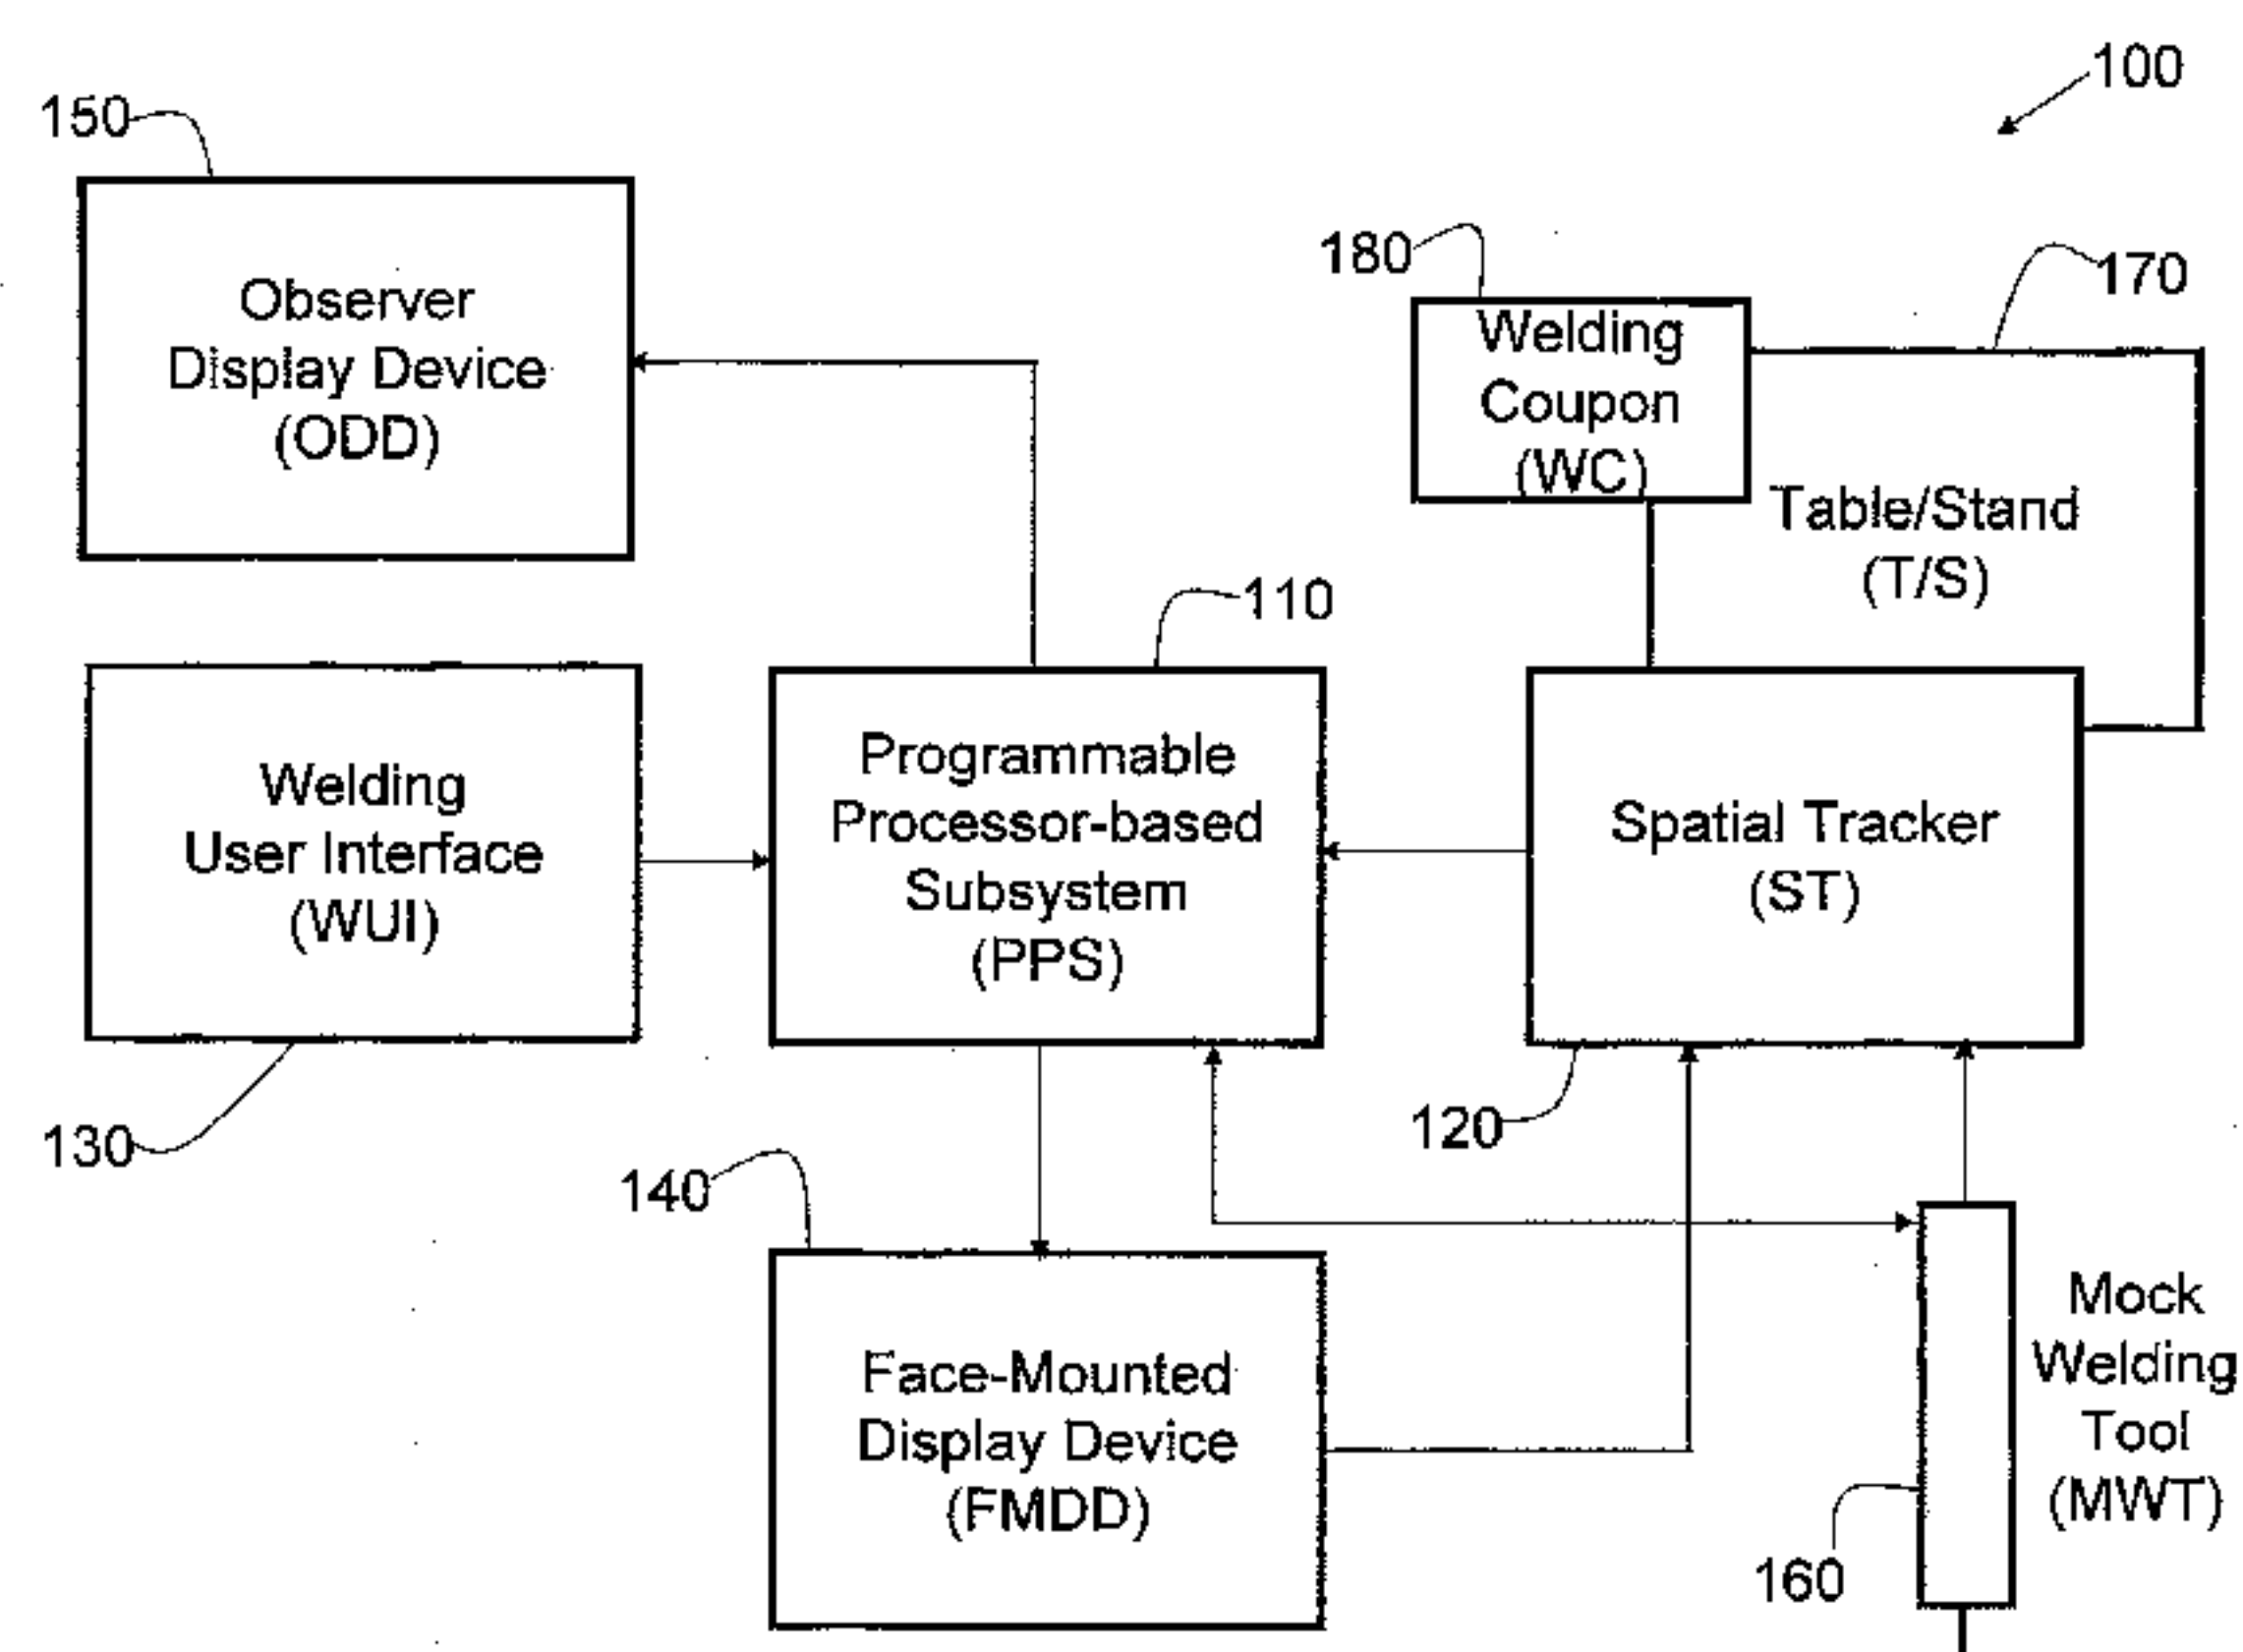 100
150
Observer
Display Device
(ODD)
180
Welding
Coupon
(WC)
170
Table/Stand
(T/S)
110
Welding
User Interface
(WUI)
130
Programmable
Processor-based
Subsystem
(PPS)
Spatial Tracker
(ST)
120
140
Face-Mounted
Display Device
(FMDD)
Mock
Welding
Tool
(MWT)
160